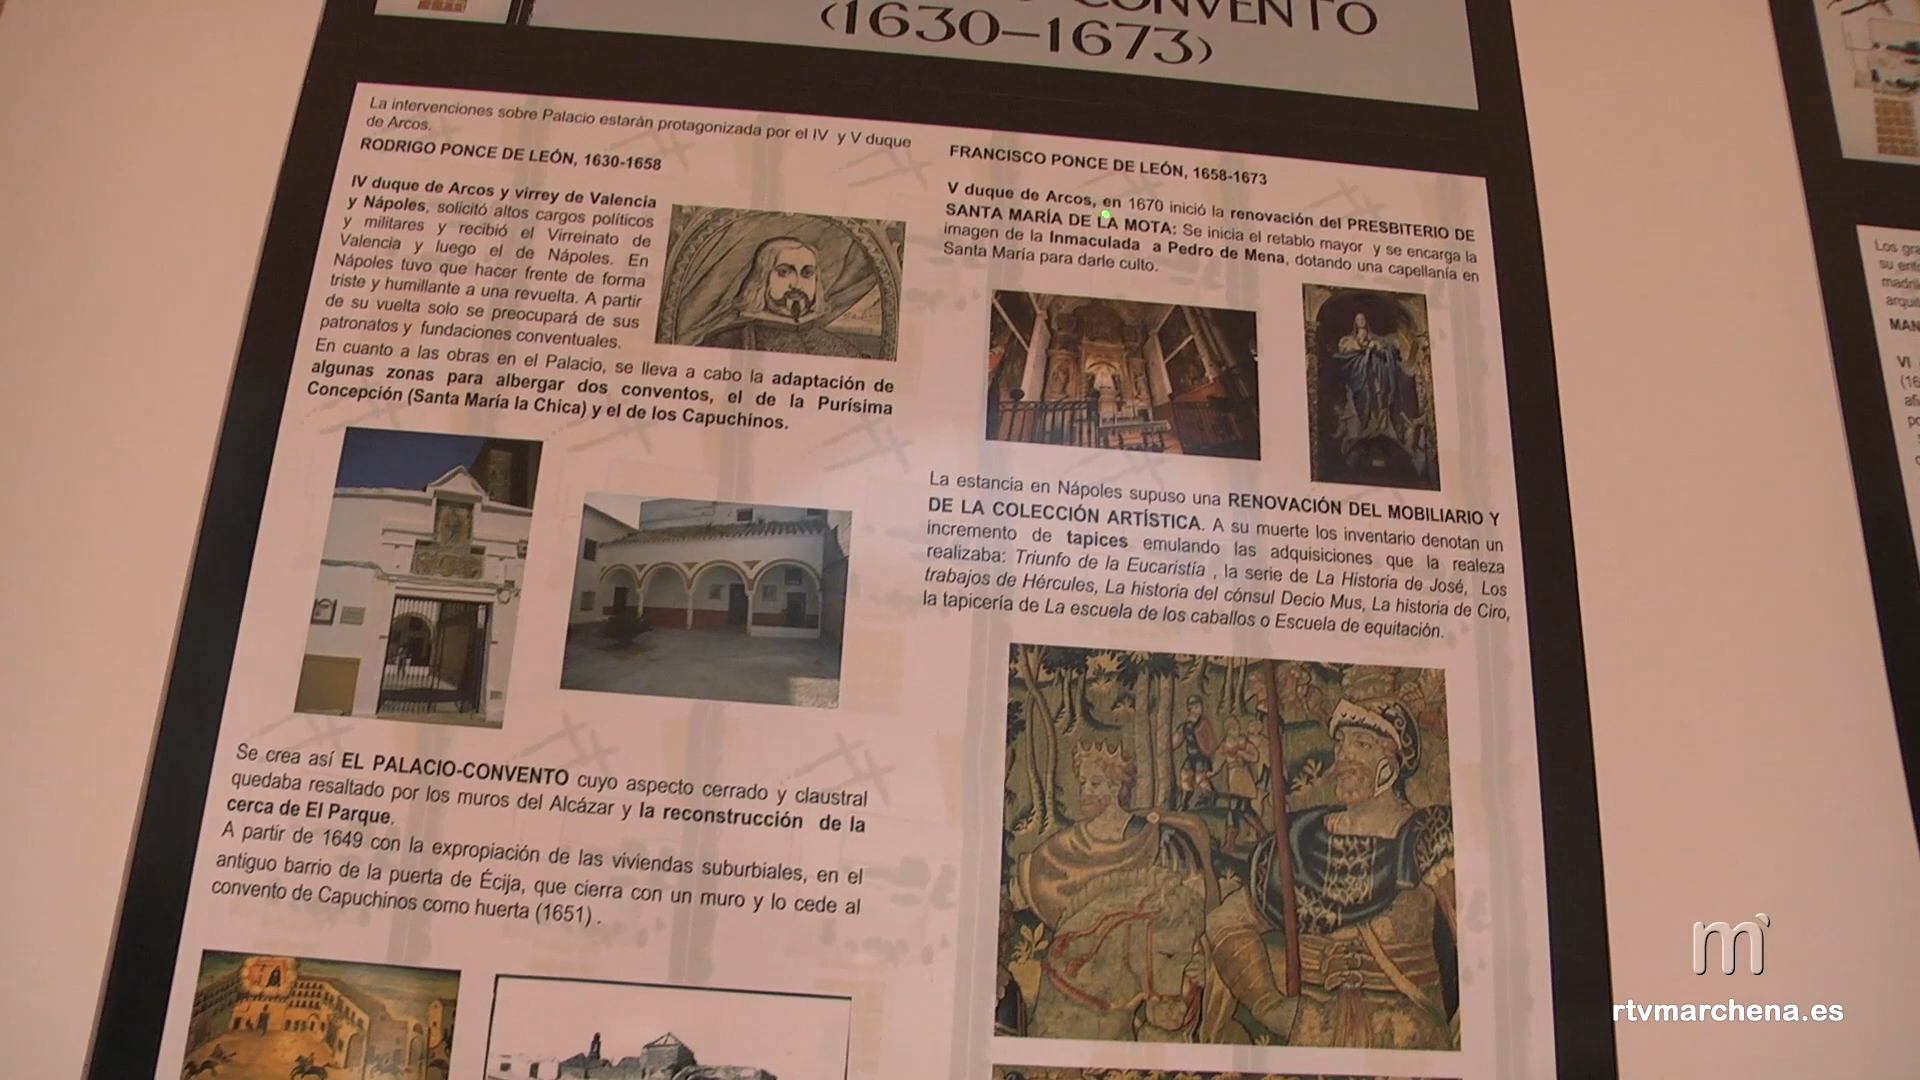 CONVENTO
(1630–1673)
La intervenciones sobre Palacio estarán protagonizada por el IV y V duque
de Arcos.
RODRIGO PONCE DE LEÓN, 1630-1658
IV duque de Arcos y virrey de Valencia
y Nápoles, solicitó altos cargos políticos
y militares y recibió el Virreinato de
Valencia y luego el de Nápoles. En
Nápoles tuvo que hacer frente de forma
triste y humillante a una revuelta. A partir
de su vuelta solo se preocupará de sus
patronatos y fundaciones conventuales.
En cuanto a las obras en el Palacio, se lleva a cabo la adaptación de
algunas zonas para albergar dos conventos, el de la Purísima
Concepción (Santa María la Chica) y el de los Capuchinos.
Se crea así EL PALACIO-CONVENTO cuyo aspecto cerrado y claustral
quedaba resaltado por los muros del Alcázar y la reconstrucción de la
cerca de El Parque.
A partir de 1649 con la expropiación de las viviendas suburbiales, en el
antiguo barrio de la puerta de Écija, que cierra con un muro y lo cede al
convento de Capuchinos como huerta (1651) .
FRANCISCO PONCE DE LEÓN, 1658-1673
V duque de Arcos, en 1670 inició la renovación del PRESBITERIO DE
SANTA MARÍA DE LA MOTA: Se inicia el retablo mayor y se encarga la
imagen de la Inmaculada a Pedro de Mena, dotando una capellanía en
Santa María para darle culto.
La estancia en Nápoles supuso una RENOVACIÓN DEL MOBILIARIO Y
DE LA COLECCIÓN ARTÍSTICA. A su muerte los inventario denotan un
incremento de tapices emulando las adquisiciones que la realeza
realizaba: Triunfo de la Eucaristía , la serie de La Historia de José, Los
trabajos de Hércules, La historia del cónsul Decio Mus, La historia de Ciro,
la tapicería de La escuela de los caballos o Escuela de equitación.
Los
su
VI
m
rtvmarchena.es